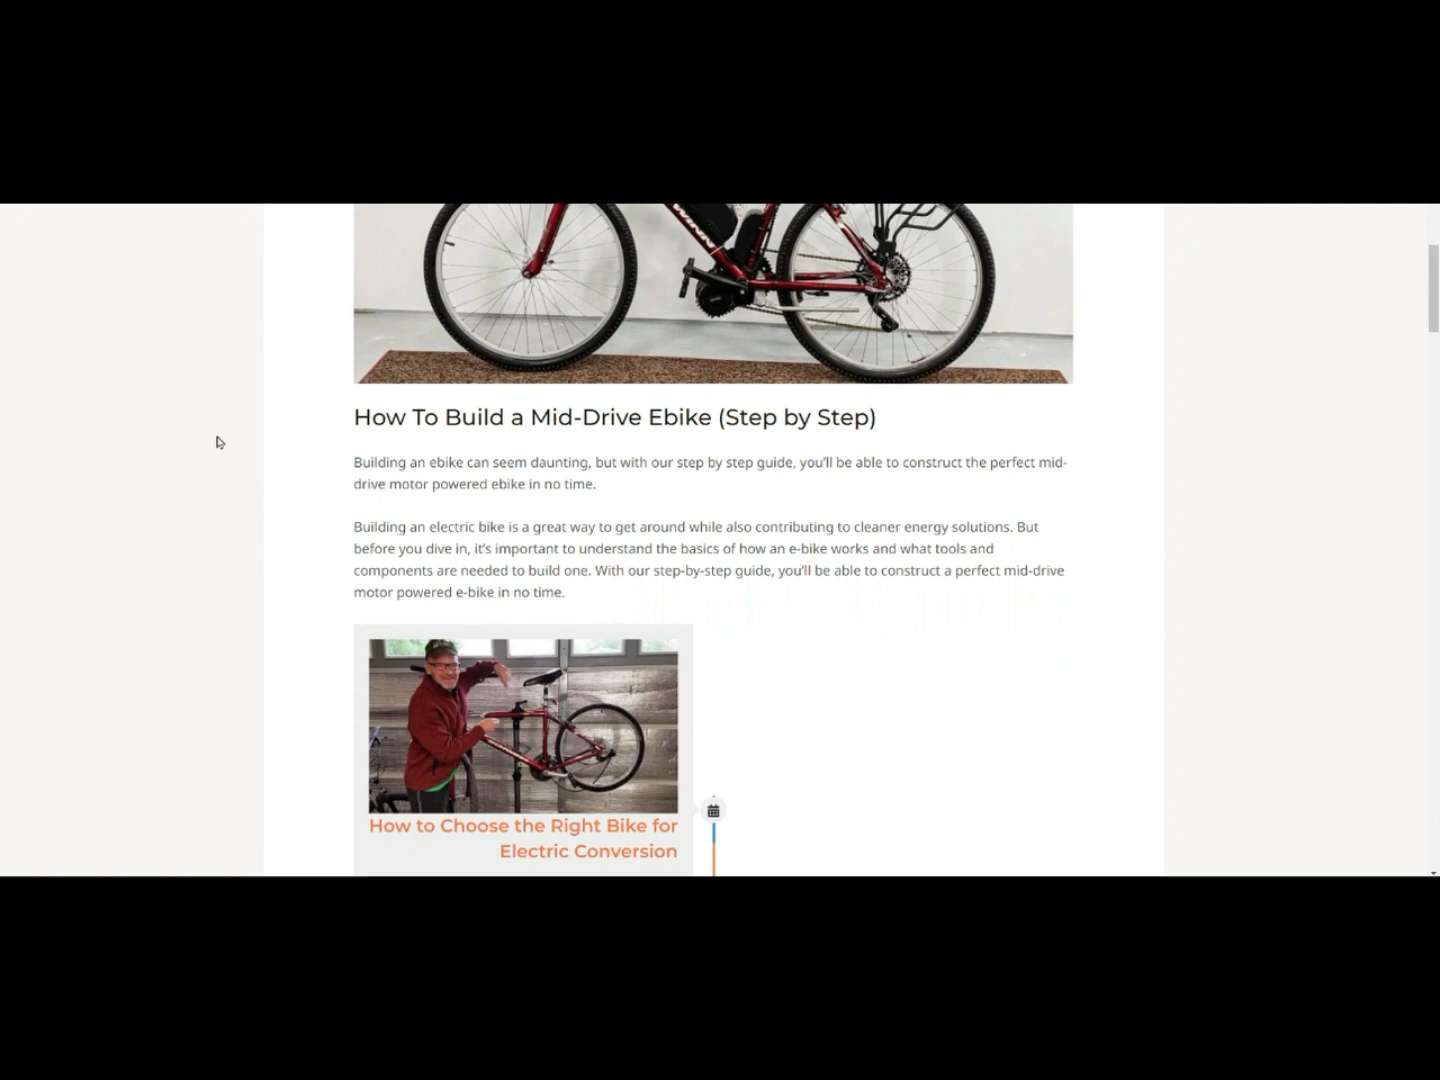 WINN
How To Build a Mid-Drive Ebike (Step by Step)
Building an ebike can seem daunting, but with our step by step guide, you'll be able to construct the perfect mid-
drive motor powered ebike in no time.
Building an electric bike is a great way to get around while also contributing to cleaner energy solutions. But
before you dive in, it's important to understand the basics of how an e-bike works and what tools and
components are needed to build one. With our step-by-step guide, you'll be able to construct a perfect mid-drive
motor powered e-bike in no time.
How to Choose the Right Bike for
Electric Conversion